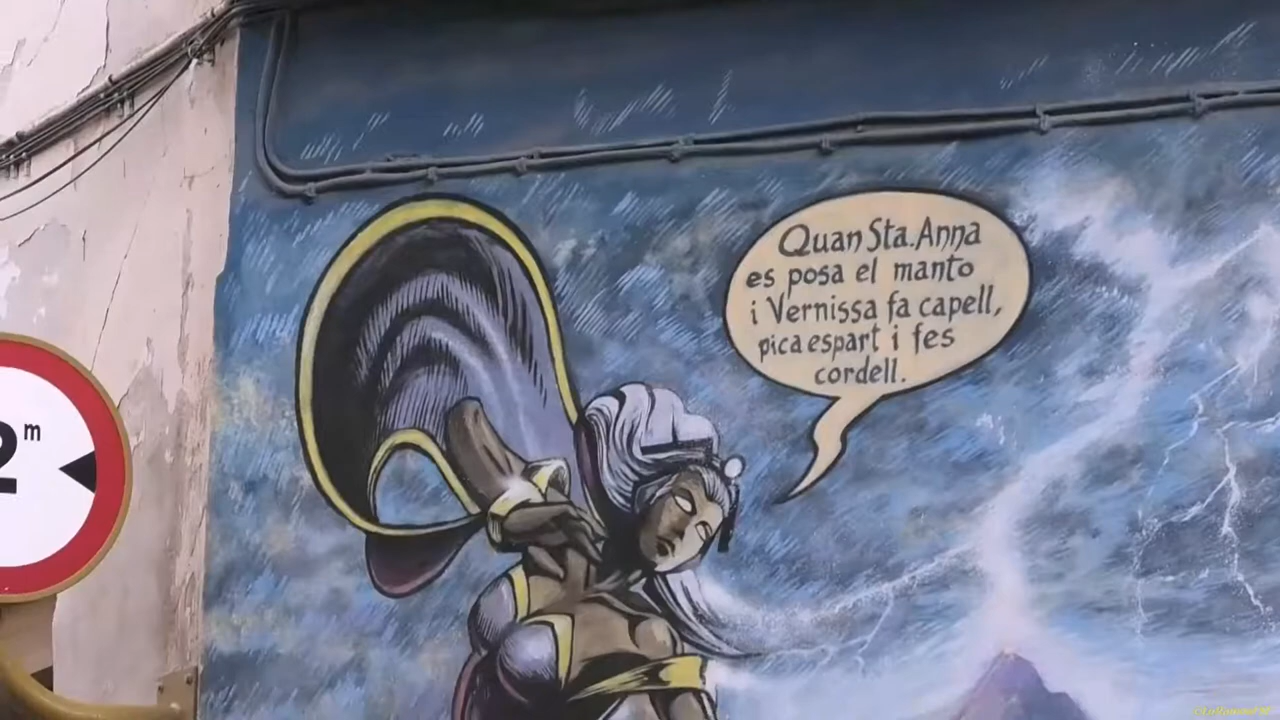 Quan Sta. Anna
es posa el manto
i Vernissa fa capell,
pica espart i fes
cordell.
2m